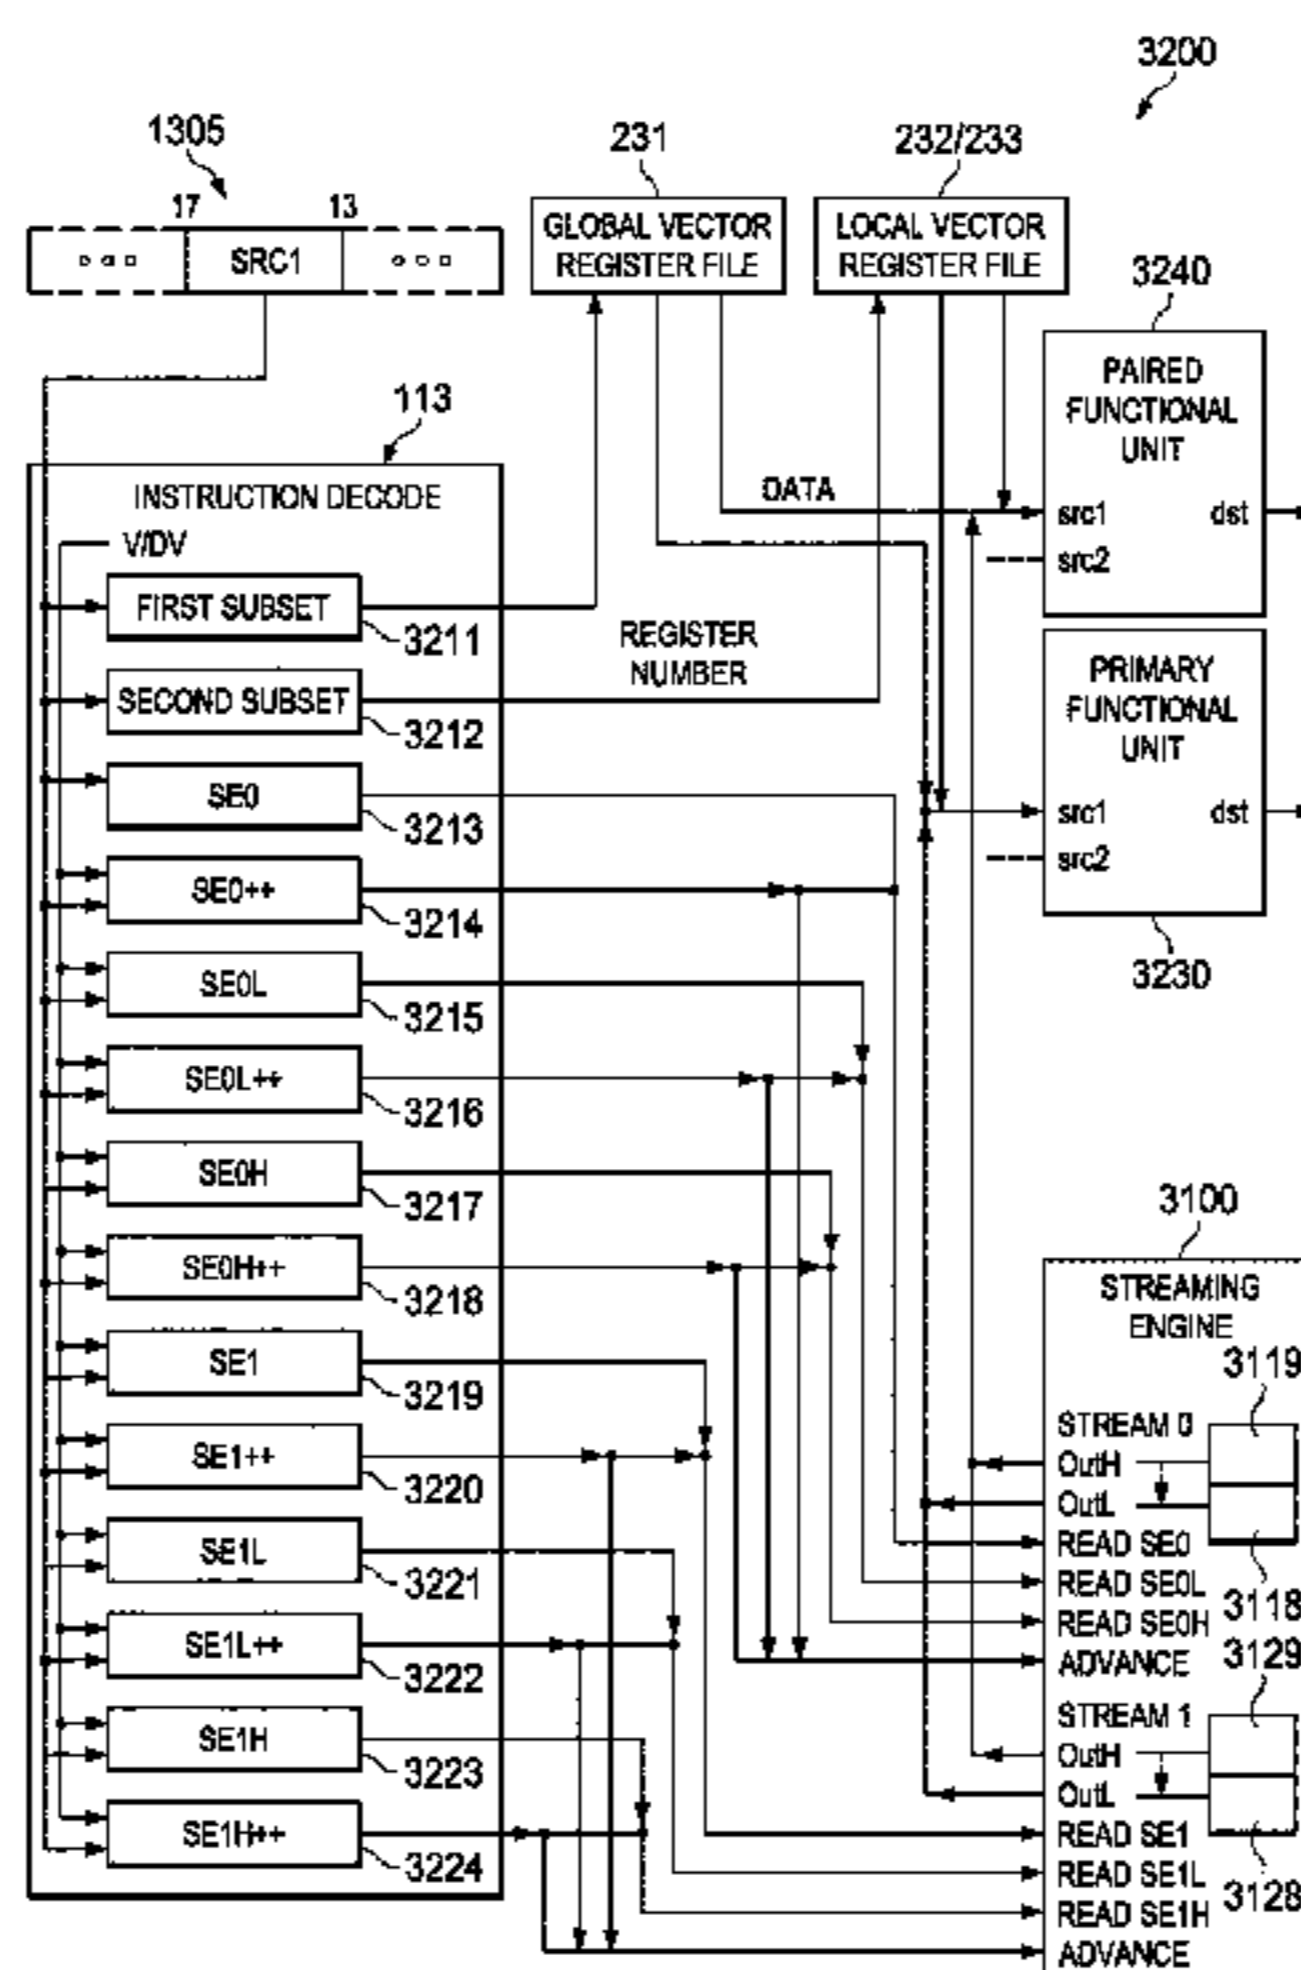 3200
1305
231
232/233
17
13
SRC1
GLOBAL VECTOR
REGISTER FILE
LOCAL VECTOR
REGISTER FILE
3240
PAIRED
FUNCTIONAL
UNIT
src1
dst
src2
113
INSTRUCTION DECODE
DATA
V/DV
FIRST SUBSET
3211
REGISTER
NUMBER
SECOND SUBSET
3212
PRIMARY
FUNCTIONAL
UNIT
src1
dst
src2
3230
SE0
3213
SE0++
3214
SE0L
3215
SE0L++
3216
SE0H
3217
SE0H++
3218
SE1
3219
SE1++
3220
SE1L
3221
SE1L++
3222
SE1H
3223
SE1H++
3224
3100
STREAMING
ENGINE
3119
STREAM 0
OutH
OutL
READ SE0
READ SE0L
3118
READ SE0H
ADVANCE
3129
STREAM 1
OutH
OutL
READ SE1
READ SE1L
3128
READ SE1H
ADVANCE